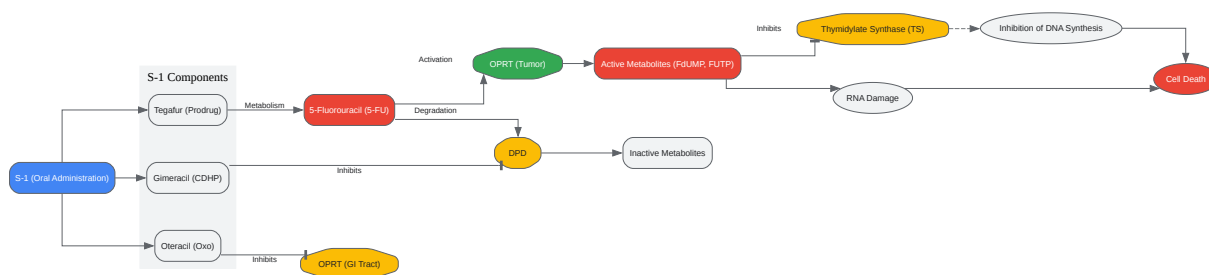 Thymidylate Synthase (TS)
Inhibition of DNA Synthesis
Inhibits
Activation
OPRT (Tumor)
Active Metabolites (FdUMP, FUTP)
S-1 Components
Cell Death
RNA Damage
Tegafur (Prodrug)
Metabolism
5-Fluorouracil (5-FU)
Degradation
DPD
Inactive Metabolites
S-1 (Oral Administration)
Gimeracil (CDHP)
Inhibits
Oteracil (Oxo)
Inhibits
OPRT (GI Tract)